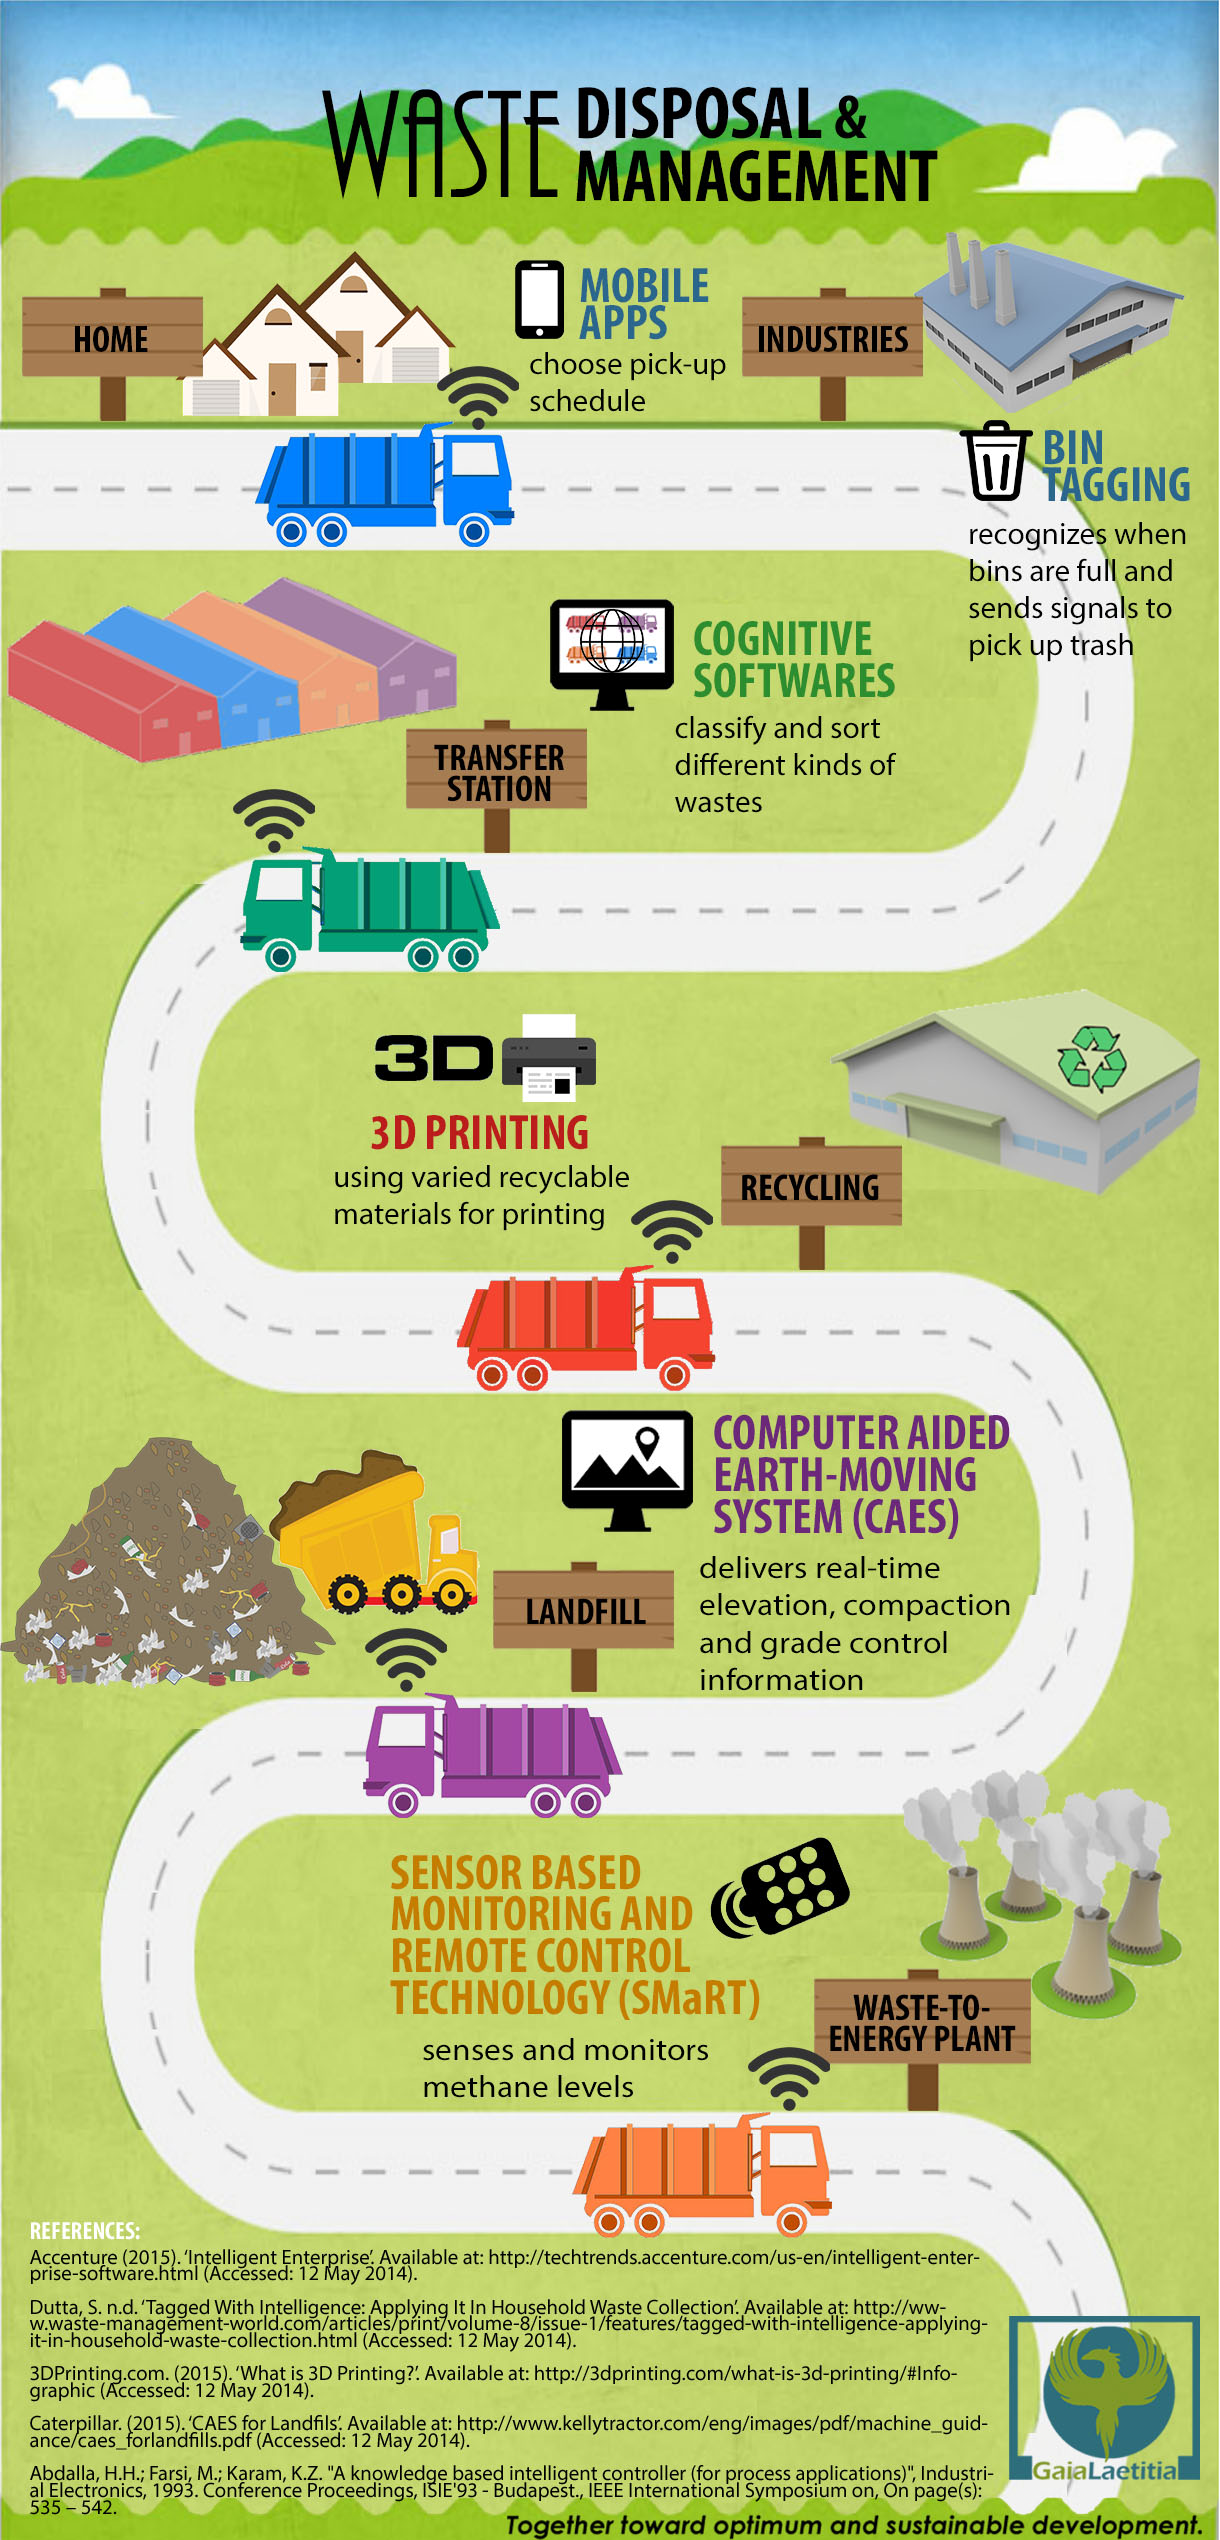 WASTE DISPOSAL &
MANAGEMENT
HOME
MOBILE
APPS
choose pick-up
schedule
INDUSTRIES
BIN
TAGGING
recognizes when
bins are full and
sends signals to
pick up trash
COGNITIVE
SOFTWARES
classify and sort
different kinds of
wastes
TRANSFER
STATION
3D
3D PRINTING
using varied recyclable
materials for printing
RECYCLING
COMPUTER AIDED
EARTH-MOVING
SYSTEM (CAES)
delivers real-time
elevation, compaction
and grade control
information
LANDFILL
SENSOR BASED
MONITORING AND
REMOTE CONTROL
TECHNOLOGY (SMaRT)
senses and monitors
methane levels
WASTE-TO-
ENERGY PLANT
REFERENCES:
Accenture (2015). ‘Intelligent Enterprise’. Available at: http://techtrends.accenture.com/us-en/intelligent-enter-
prise-software.html (Accessed: 12 May 2014).
Dutta, S. n.d. ‘Tagged With Intelligence: Applying It In Household Waste Collection’. Available at: http://ww-
w.waste-management-world.com/articles/print/volume-8/issue-1/features/tagged-with-intelligence-applying-
it-in-household-waste-collection.html (Accessed: 12 May 2014).
3DPrinting.com. (2015). ‘What is 3D Printing?’. Available at: http://3dprinting.com/what-is-3d-printing/#Info-
graphic (Accessed: 12 May 2014).
Caterpillar. (2015). ‘CAES for Landfills’. Available at: http://www.kellytractor.com/eng/images/pdf/machine_guid-
ance/caes_forlandfills.pdf (Accessed: 12 May 2014).
Abdalla, H.H.; Farsi, M.; Karam, K.Z. "A knowledge based intelligent controller (for process applications)", Industri-
al Electronics, 1993. Conference Proceedings, ISIE'93 - Budapest., IEEE International Symposium on, On page(s):
535 – 542.
GaiaLaetitia
Together toward optimum and sustainable development.